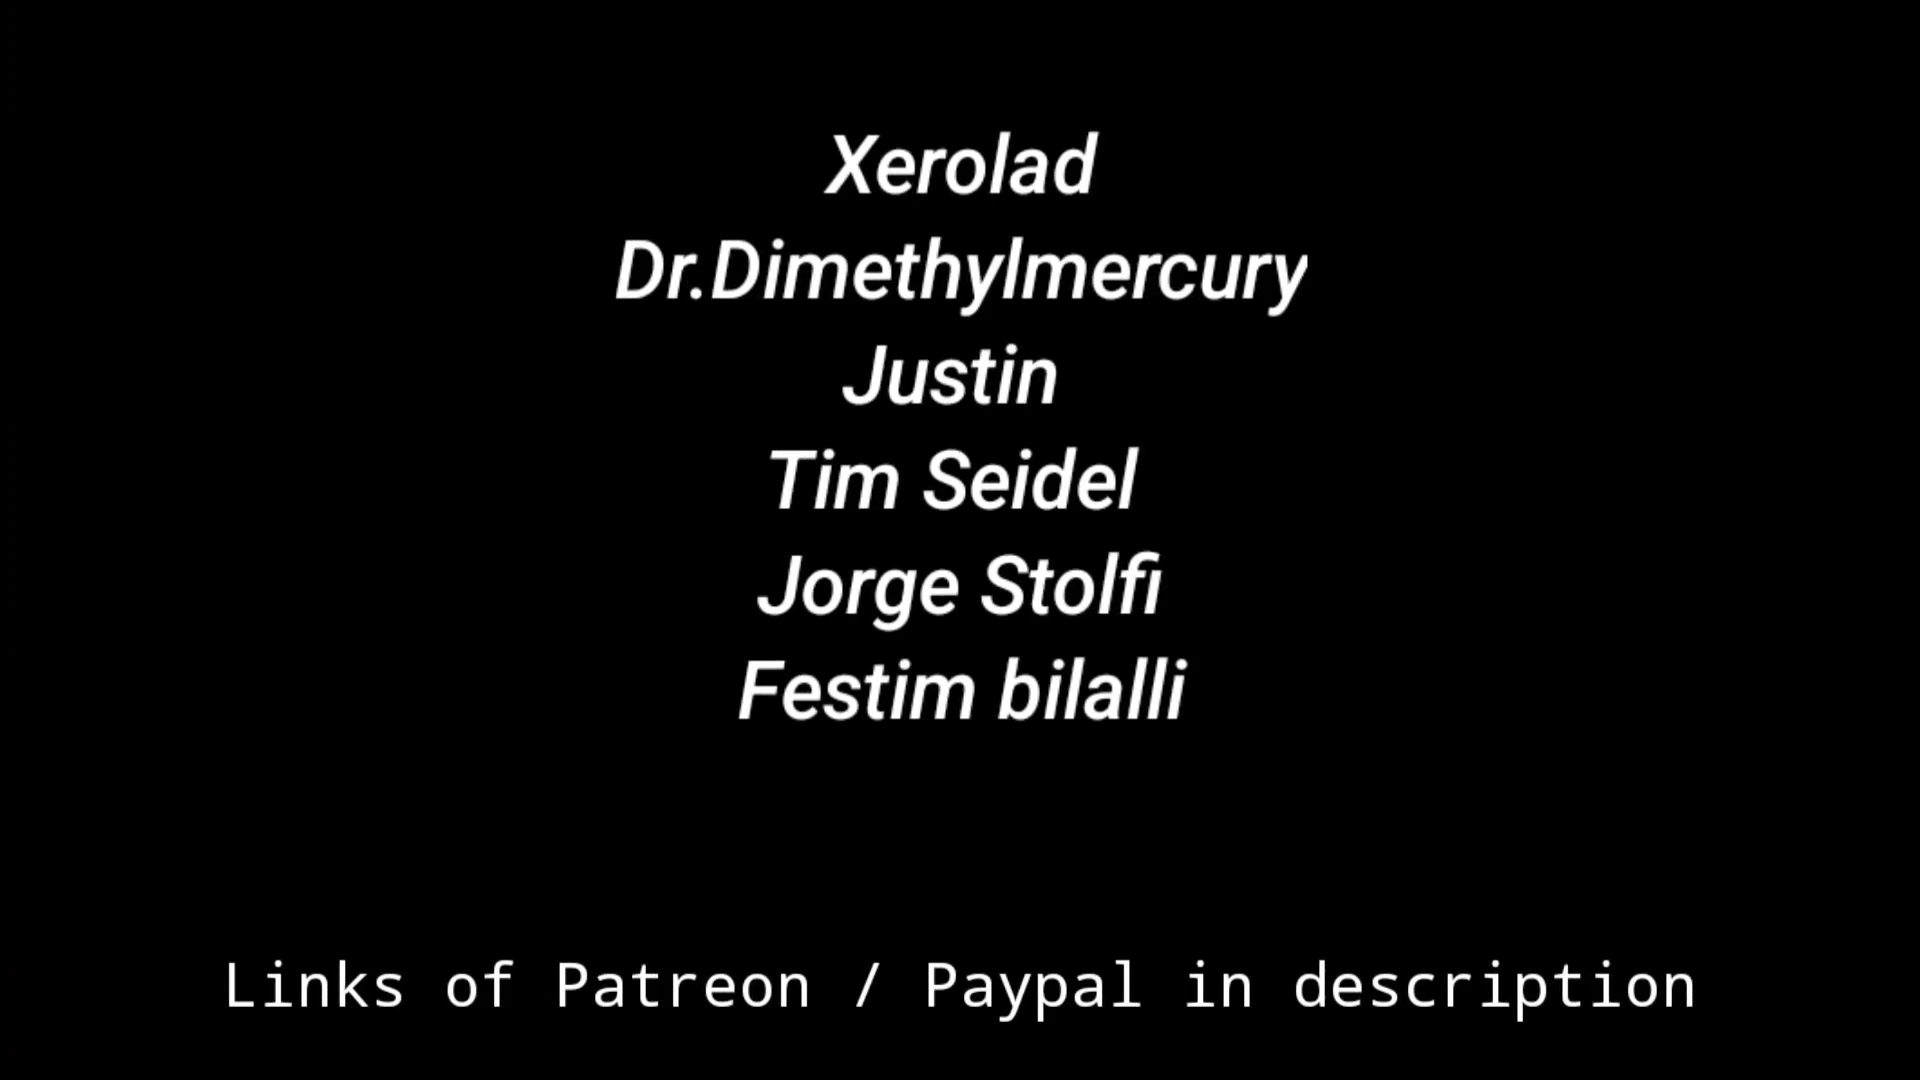 Xerolad
Dr.Dimethylmercury
Justin
Tim Seidel
Jorge Stolfi
Festim bilalli
Links of Patreon / Paypal in description